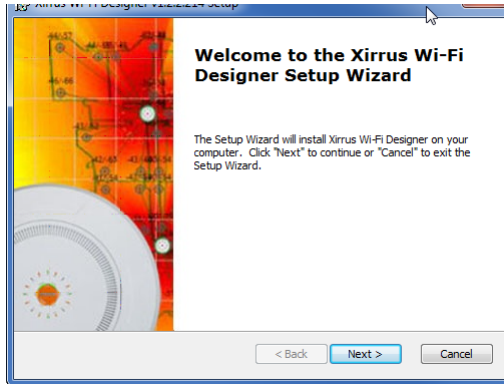 Xirrus Wi-Fi Designer v1.2.2.214 Setup
Welcome to the Xirrus Wi-Fi
Designer Setup Wizard
The Setup Wizard will install Xirrus Wi-Fi Designer on your
computer. Click "Next" to continue or "Cancel" to exit the
Setup Wizard.
< Back
Next >
Cancel